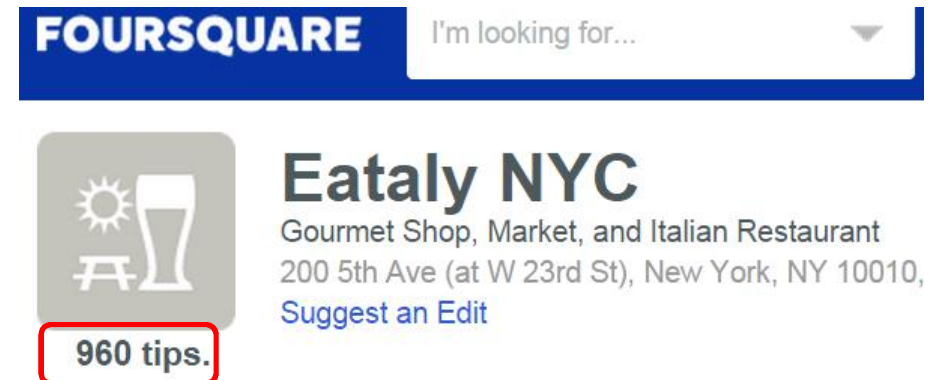 FOURSQUARE
I'm looking for...
Eataly NYC
Gourmet Shop, Market, and Italian Restaurant
200 5th Ave (at W 23rd St), New York, NY 10010,
Suggest an Edit
960 tips.